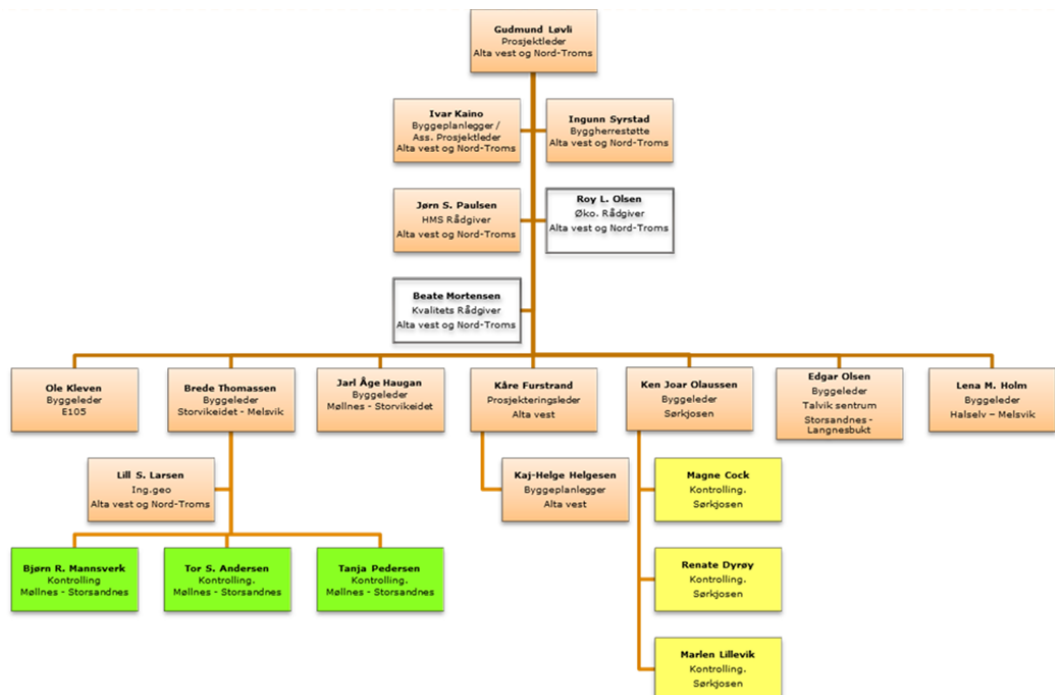 Gudmund Løvli
Prosjektleder
Alta vest og Nord-Troms
Ivar Kaino
Byggeplanlegger /
Ass. Prosjektleder
Alta vest og Nord-Troms
Ingunn Syrstad
Byggherrestøtte
Alta vest og Nord-Troms
Jørn S. Paulsen
HMS Rådgiver
Alta vest og Nord-Troms
Roy L. Olsen
Øko. Rådgiver
Alta vest og Nord-Troms
Beate Mortensen
Kvalitets Rådgiver
Alta vest og Nord-Troms
Ole Kleven
Byggeleder
E105
Brede Thomassen
Byggeleder
Storvikeidet - Melsvik
Jarl Åge Haugan
Byggeleder
Møllnes - Storvikeidet
Kåre Furstrand
Prosjekteringsleder
Alta vest
Ken Joar Olaussen
Byggeleder
Sørkjosen
Edgar Olsen
Byggeleder
Talvik sentrum
Storsandnes -
Langnesbukt
Lena M. Holm
Byggeleder
Halselv – Melsvik
Lill S. Larsen
Ing.geo
Alta vest og Nord-Troms
Kaj-Helge Helgesen
Byggeplanlegger
Alta vest
Magne Cock
Kontrolling.
Sørkjosen
Bjørn R. Mannsverk
Kontrolling
Møllnes - Storsandnes
Tor S. Andersen
Kontrolling.
Møllnes - Storsandnes
Tanja Pedersen
Kontrolling.
Møllnes - Storsandnes
Renate Dyrøy
Kontrolling.
Sørkjosen
Marlen Lillevik
Kontrolling.
Sørkjosen